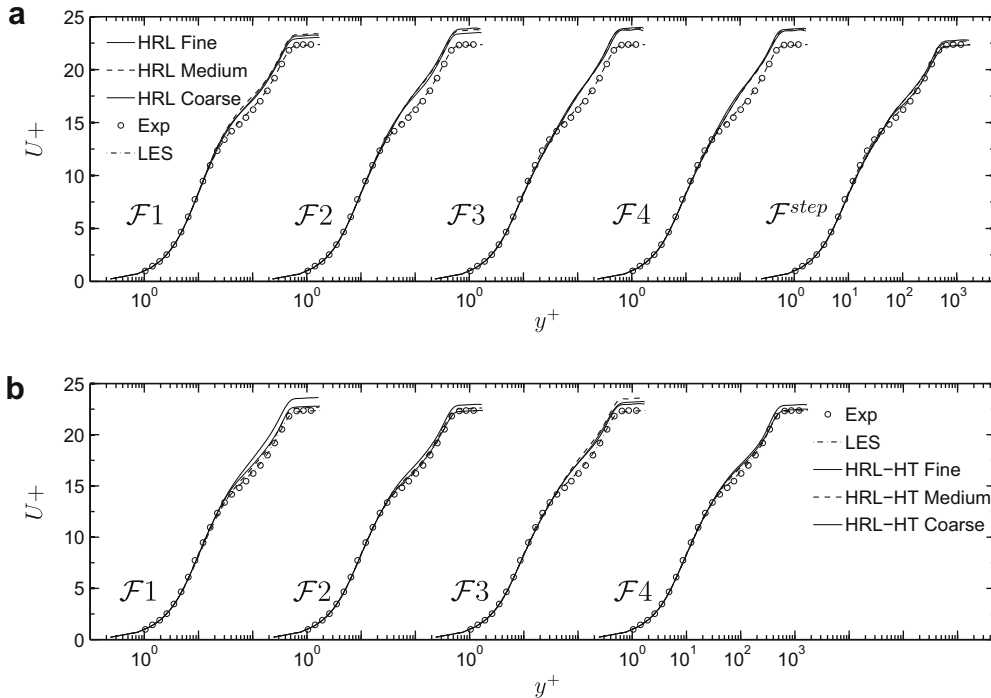 a
25
20
15
10
5
0
U+
HRL Fine
HRL Medium
HRL Coarse
Exp
LES
F1
F2
F3
F4
F^step
10^0
10^0
10^0
10^0
10^0
10^1
10^2
10^3
y^+
b
25
20
15
10
5
0
U+
Exp
LES
HRL-HT Fine
HRL-HT Medium
HRL-HT Coarse
F1
F2
F3
F4
10^0
10^0
10^0
10^0
10^1
10^2
10^3
y^+